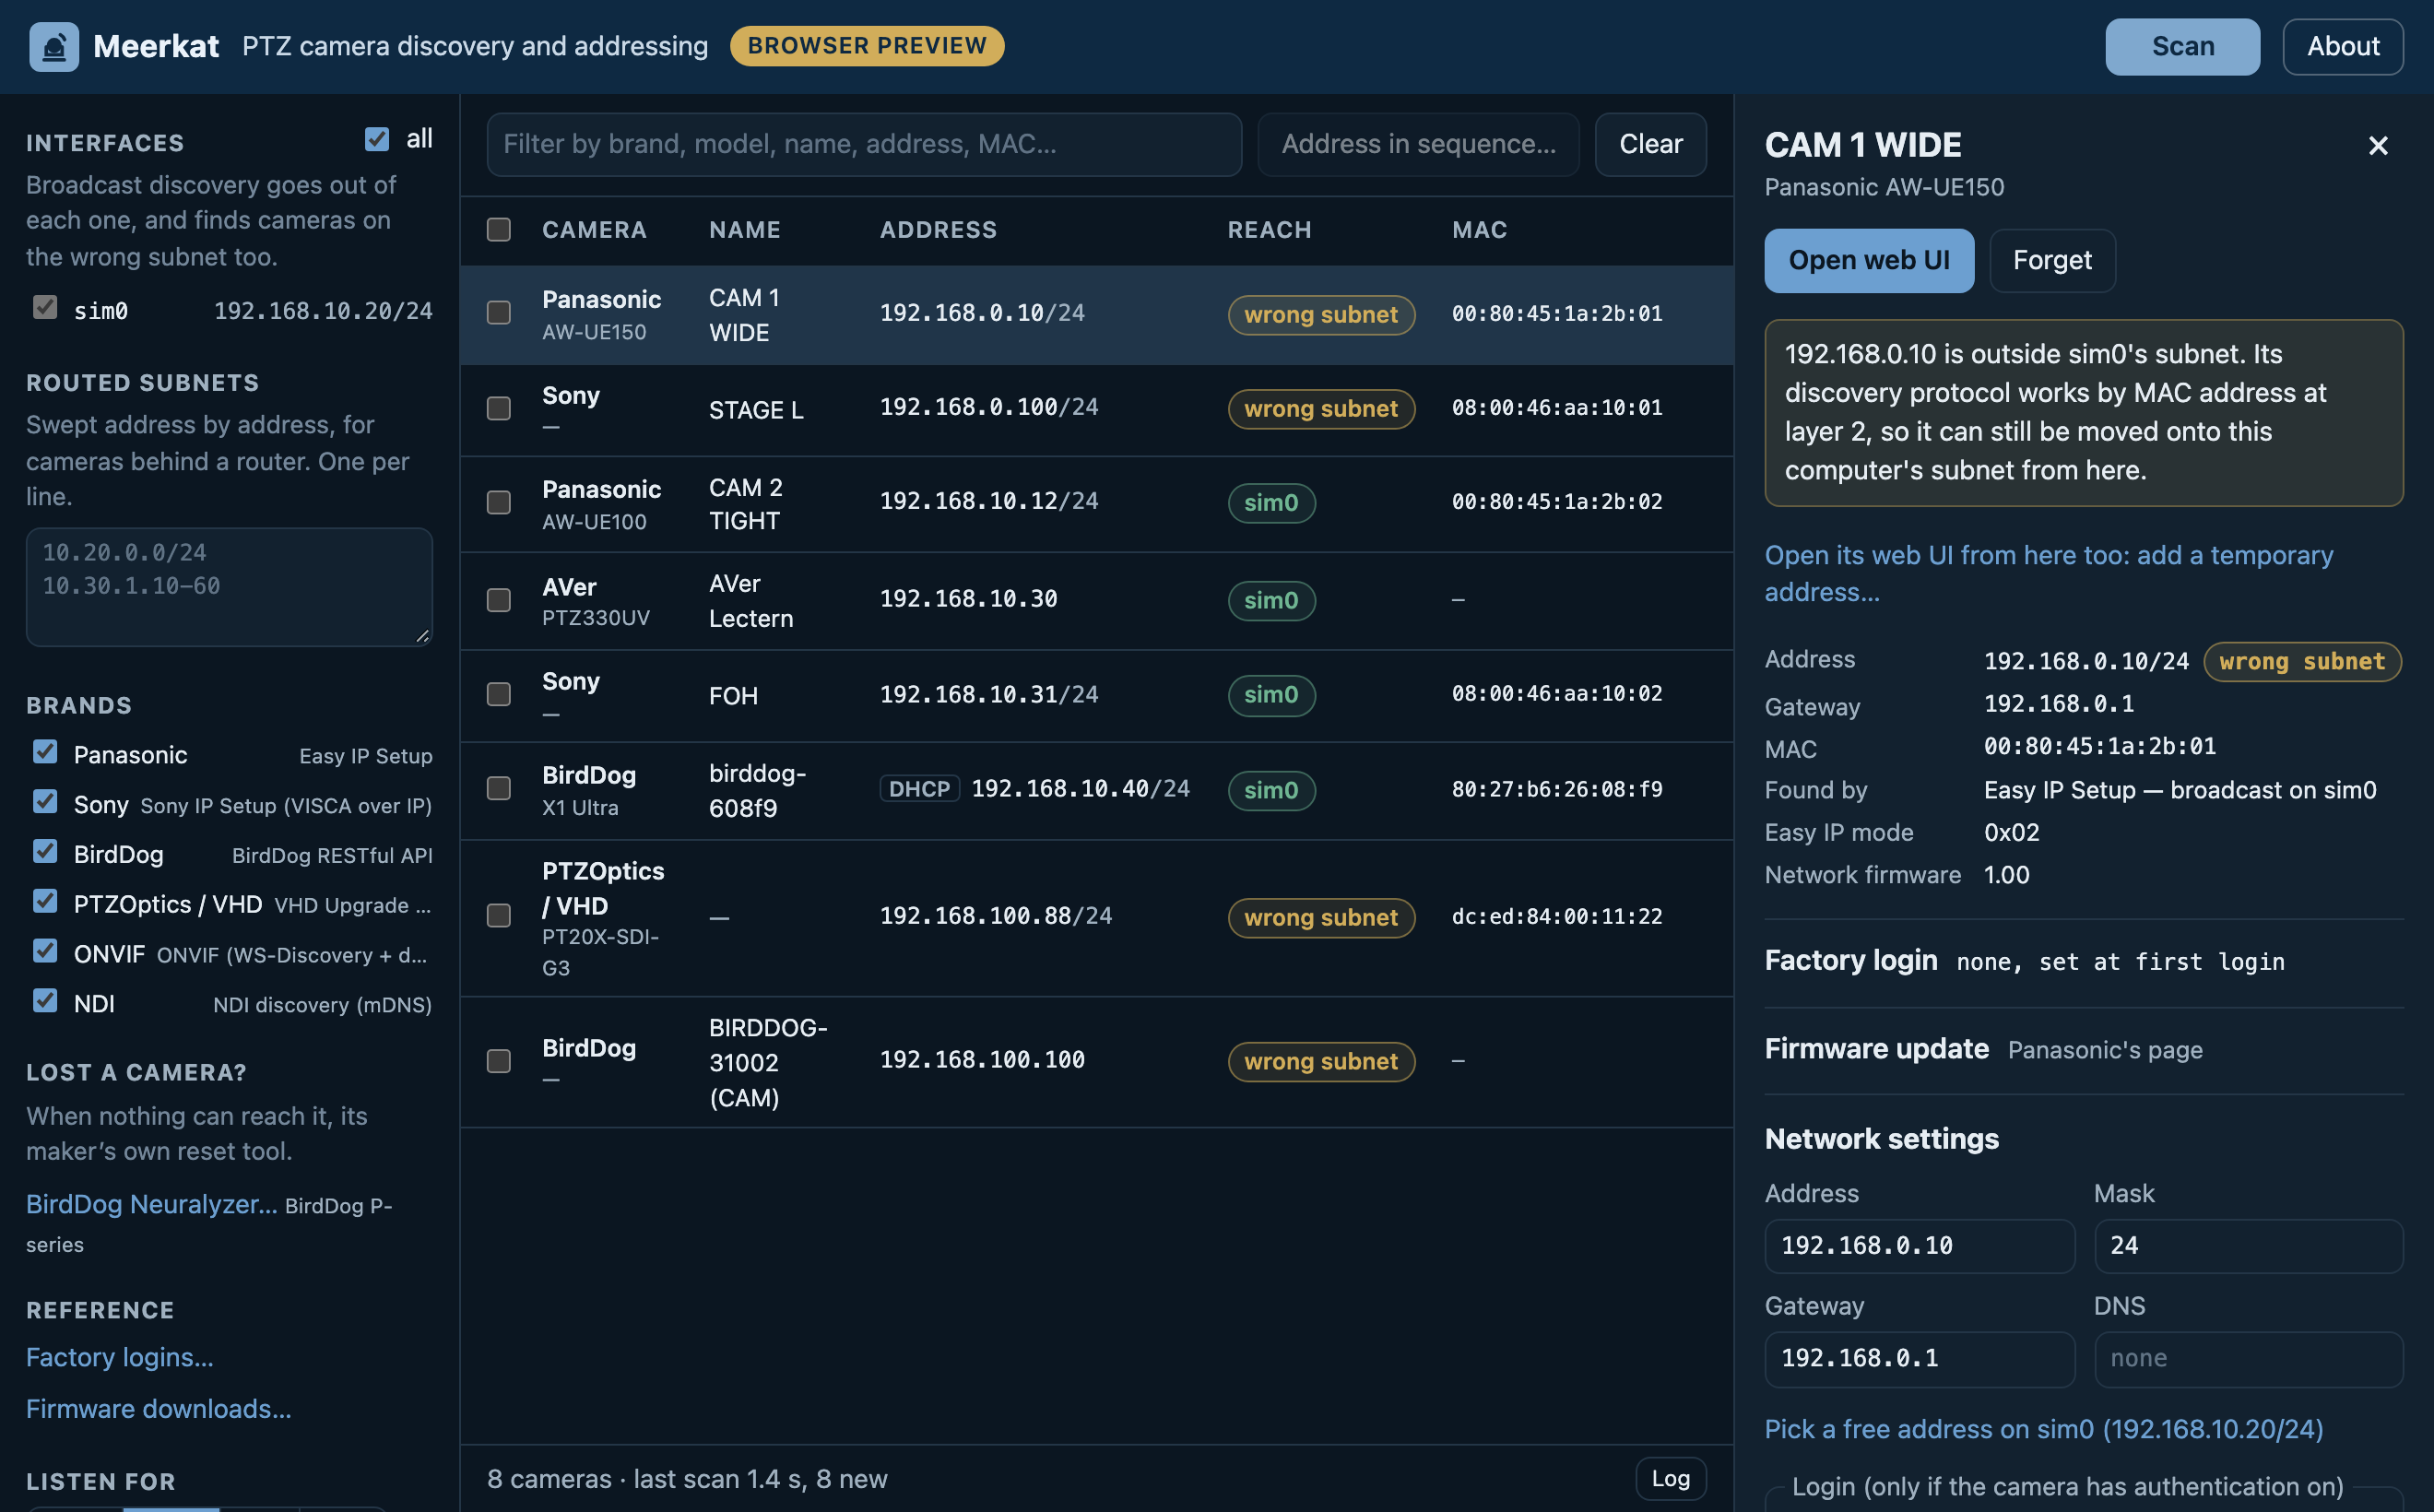 Meerkat PTZ camera discovery and addressing BROWSER PREVIEW Scan About
INTERFACES all
Broadcast discovery goes out of
each one, and finds cameras on
the wrong subnet too.
sim0 192.168.10.20/24
ROUTED SUBNETS
Swept address by address, for
cameras behind a router. One per
line.
10.20.0.0/24
10.30.1.10–60
BRANDS
Panasonic Easy IP Setup
Sony Sony IP Setup (VISCA over IP)
BirdDog BirdDog RESTful API
PTZOptics / VHD VHD Upgrade ...
ONVIF ONVIF (WS-Discovery + d...
NDI NDI discovery (mDNS)
LOST A CAMERA?
When nothing can reach it, its
maker’s own reset tool.
BirdDog Neuralyzer... BirdDog P-
series
REFERENCE
Factory logins...
Firmware downloads...
LISTEN FOR
Filter by brand, model, name, address, MAC... Address in sequence... Clear
CAMERA NAME ADDRESS REACH MAC
Panasonic
AW-UE150
CAM 1
WIDE
192.168.0.10/24 wrong subnet 00:80:45:1a:2b:01
Sony
—
STAGE L 192.168.0.100/24 wrong subnet 08:00:46:aa:10:01
Panasonic
AW-UE100
CAM 2
TIGHT
192.168.10.12/24 sim0 00:80:45:1a:2b:02
AVer
PTZ330UV
AVer
Lectern
192.168.10.30 sim0 –
Sony
—
FOH 192.168.10.31/24 sim0 08:00:46:aa:10:02
BirdDog
X1 Ultra
birddog-
608f9
DHCP 192.168.10.40/24 sim0 80:27:b6:26:08:f9
PTZOptics
/ VHD
PT20X-SDI-
G3
— 192.168.100.88/24 wrong subnet dc:ed:84:00:11:22
BirdDog
—
BIRDDOG-
31002
(CAM)
192.168.100.100 wrong subnet –
8 cameras · last scan 1.4 s, 8 new Log
CAM 1 WIDE ×
Panasonic AW-UE150
Open web UI Forget
192.168.0.10 is outside sim0's subnet. Its
discovery protocol works by MAC address at
layer 2, so it can still be moved onto this
computer's subnet from here.
Open its web UI from here too: add a temporary
address...
Address 192.168.0.10/24 wrong subnet
Gateway 192.168.0.1
MAC 00:80:45:1a:2b:01
Found by Easy IP Setup — broadcast on sim0
Easy IP mode 0x02
Network firmware 1.00
Factory login none, set at first login
Firmware update Panasonic's page
Network settings
Address Mask
192.168.0.10 24
Gateway DNS
192.168.0.1 none
Pick a free address on sim0 (192.168.10.20/24)
Login (only if the camera has authentication on)